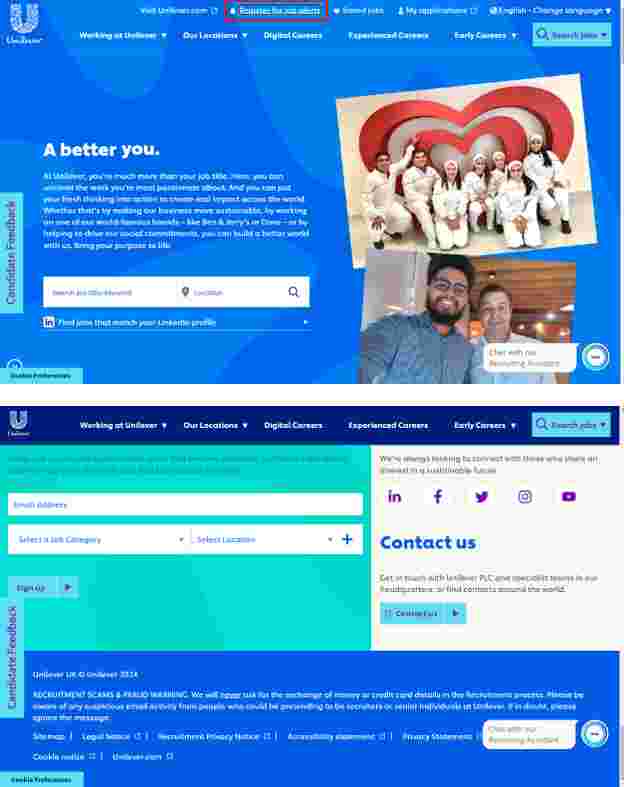 Visit Unilever.com
Register for job alerts
Saved jobs
My applications
English - Change language
Unilever
Working at Unilever
Our Locations
Digital Careers
Experienced Careers
Early Careers
Search Jobs
A better you.
At Unilever, you're much more than your job title. Here, you can
unravel the work you're most passionate about. And you can put
your fresh thinking into action to create real impact across the world.
Whether that's by making our business more sustainable, by working
on one of our world famous brands – like Ben & Jerry's or Dove – or by
helping to drive our social commitments, you can build a better world
with us. Bring your purpose to life.
Candidate Feedback
Search job title/keyword
Location
in Find jobs that match your LinkedIn profile
Chat with our
Recruiting Assistant
Cookie Preferences
Unilever
Working at Unilever
Our Locations
Digital Careers
Experienced Careers
Early Careers
Search Jobs
We're always looking to connect with those who share an
interest in a sustainable future.
Email Address
Select a Job Category
Select Location
Sign up
Contact us
Get in touch with Unilever PLC and specialist teams in our
headquarters, or find contacts around the world.
Contact us
Candidate Feedback
Unilever UK © Unilever 2024
RECRUITMENT SCAMS & FRAUD WARNING. We will never ask for the exchange of money or credit card details in the Recruitment process. Please be
aware of any suspicious email activity from people who could be pretending to be recruiters or senior individuals at Unilever. If in doubt, please
ignore the message.
Sitemap | Legal Notice | Recruitment Privacy Notice | Accessibility statement | Privacy Statement
Chat with our
Recruiting Assistant
Cookie notice | Unilever.com
Cookie Preferences